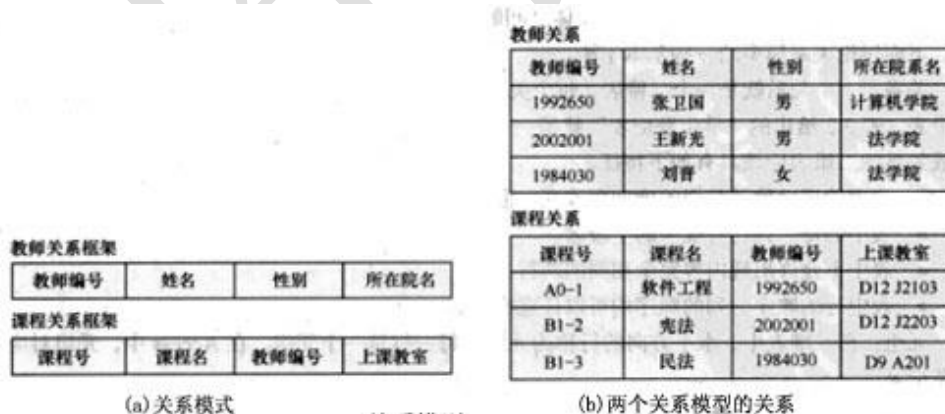 教师关系框架
教师编号 姓名 性别 所在院名
课程关系框架
课程号 课程名 教师编号 上课教室
(a)关系模式
教师关系
教师编号 姓名 性别 所在院系名
1992650 张卫国 男 计算机学院
2002001 王新光 男 法学院
1984030 刘晋 女 法学院
课程关系
课程号 课程名 教师编号 上课教室
A0-1 软件工程 1992650 D12 J2103
B1-2 宪法 2002001 D12 J2203
B1-3 民法 1984030 D9 A201
(b)两个关系模型的关系